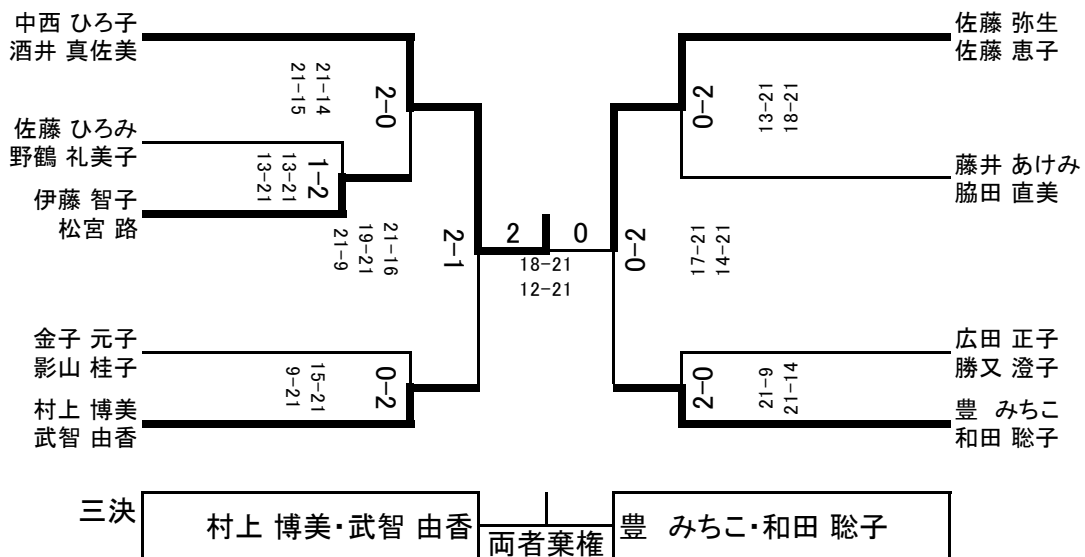 中西 ひろ子
酒井 真佐美
佐藤 ひろみ
野鶴 礼美子
伊藤 智子
松宮 路
金子 元子
影山 桂子
村上 博美
武智 由香
2-0
21-14
21-15
1-2
13-21
13-21
2-1
21-16
19-21
21-9
0-2
15-21
9-21
2 0
18-21
12-21
佐藤 弥生
佐藤 恵子
藤井 あけみ
脇田 直美
広田 正子
勝又 澄子
豊 みちこ
和田 聡子
0-2
18-21
13-21
0-2
14-21
17-21
2-0
21-14
21-9
三決
村上 博美・武智 由香
両者棄権
豊 みちこ・和田 聡子